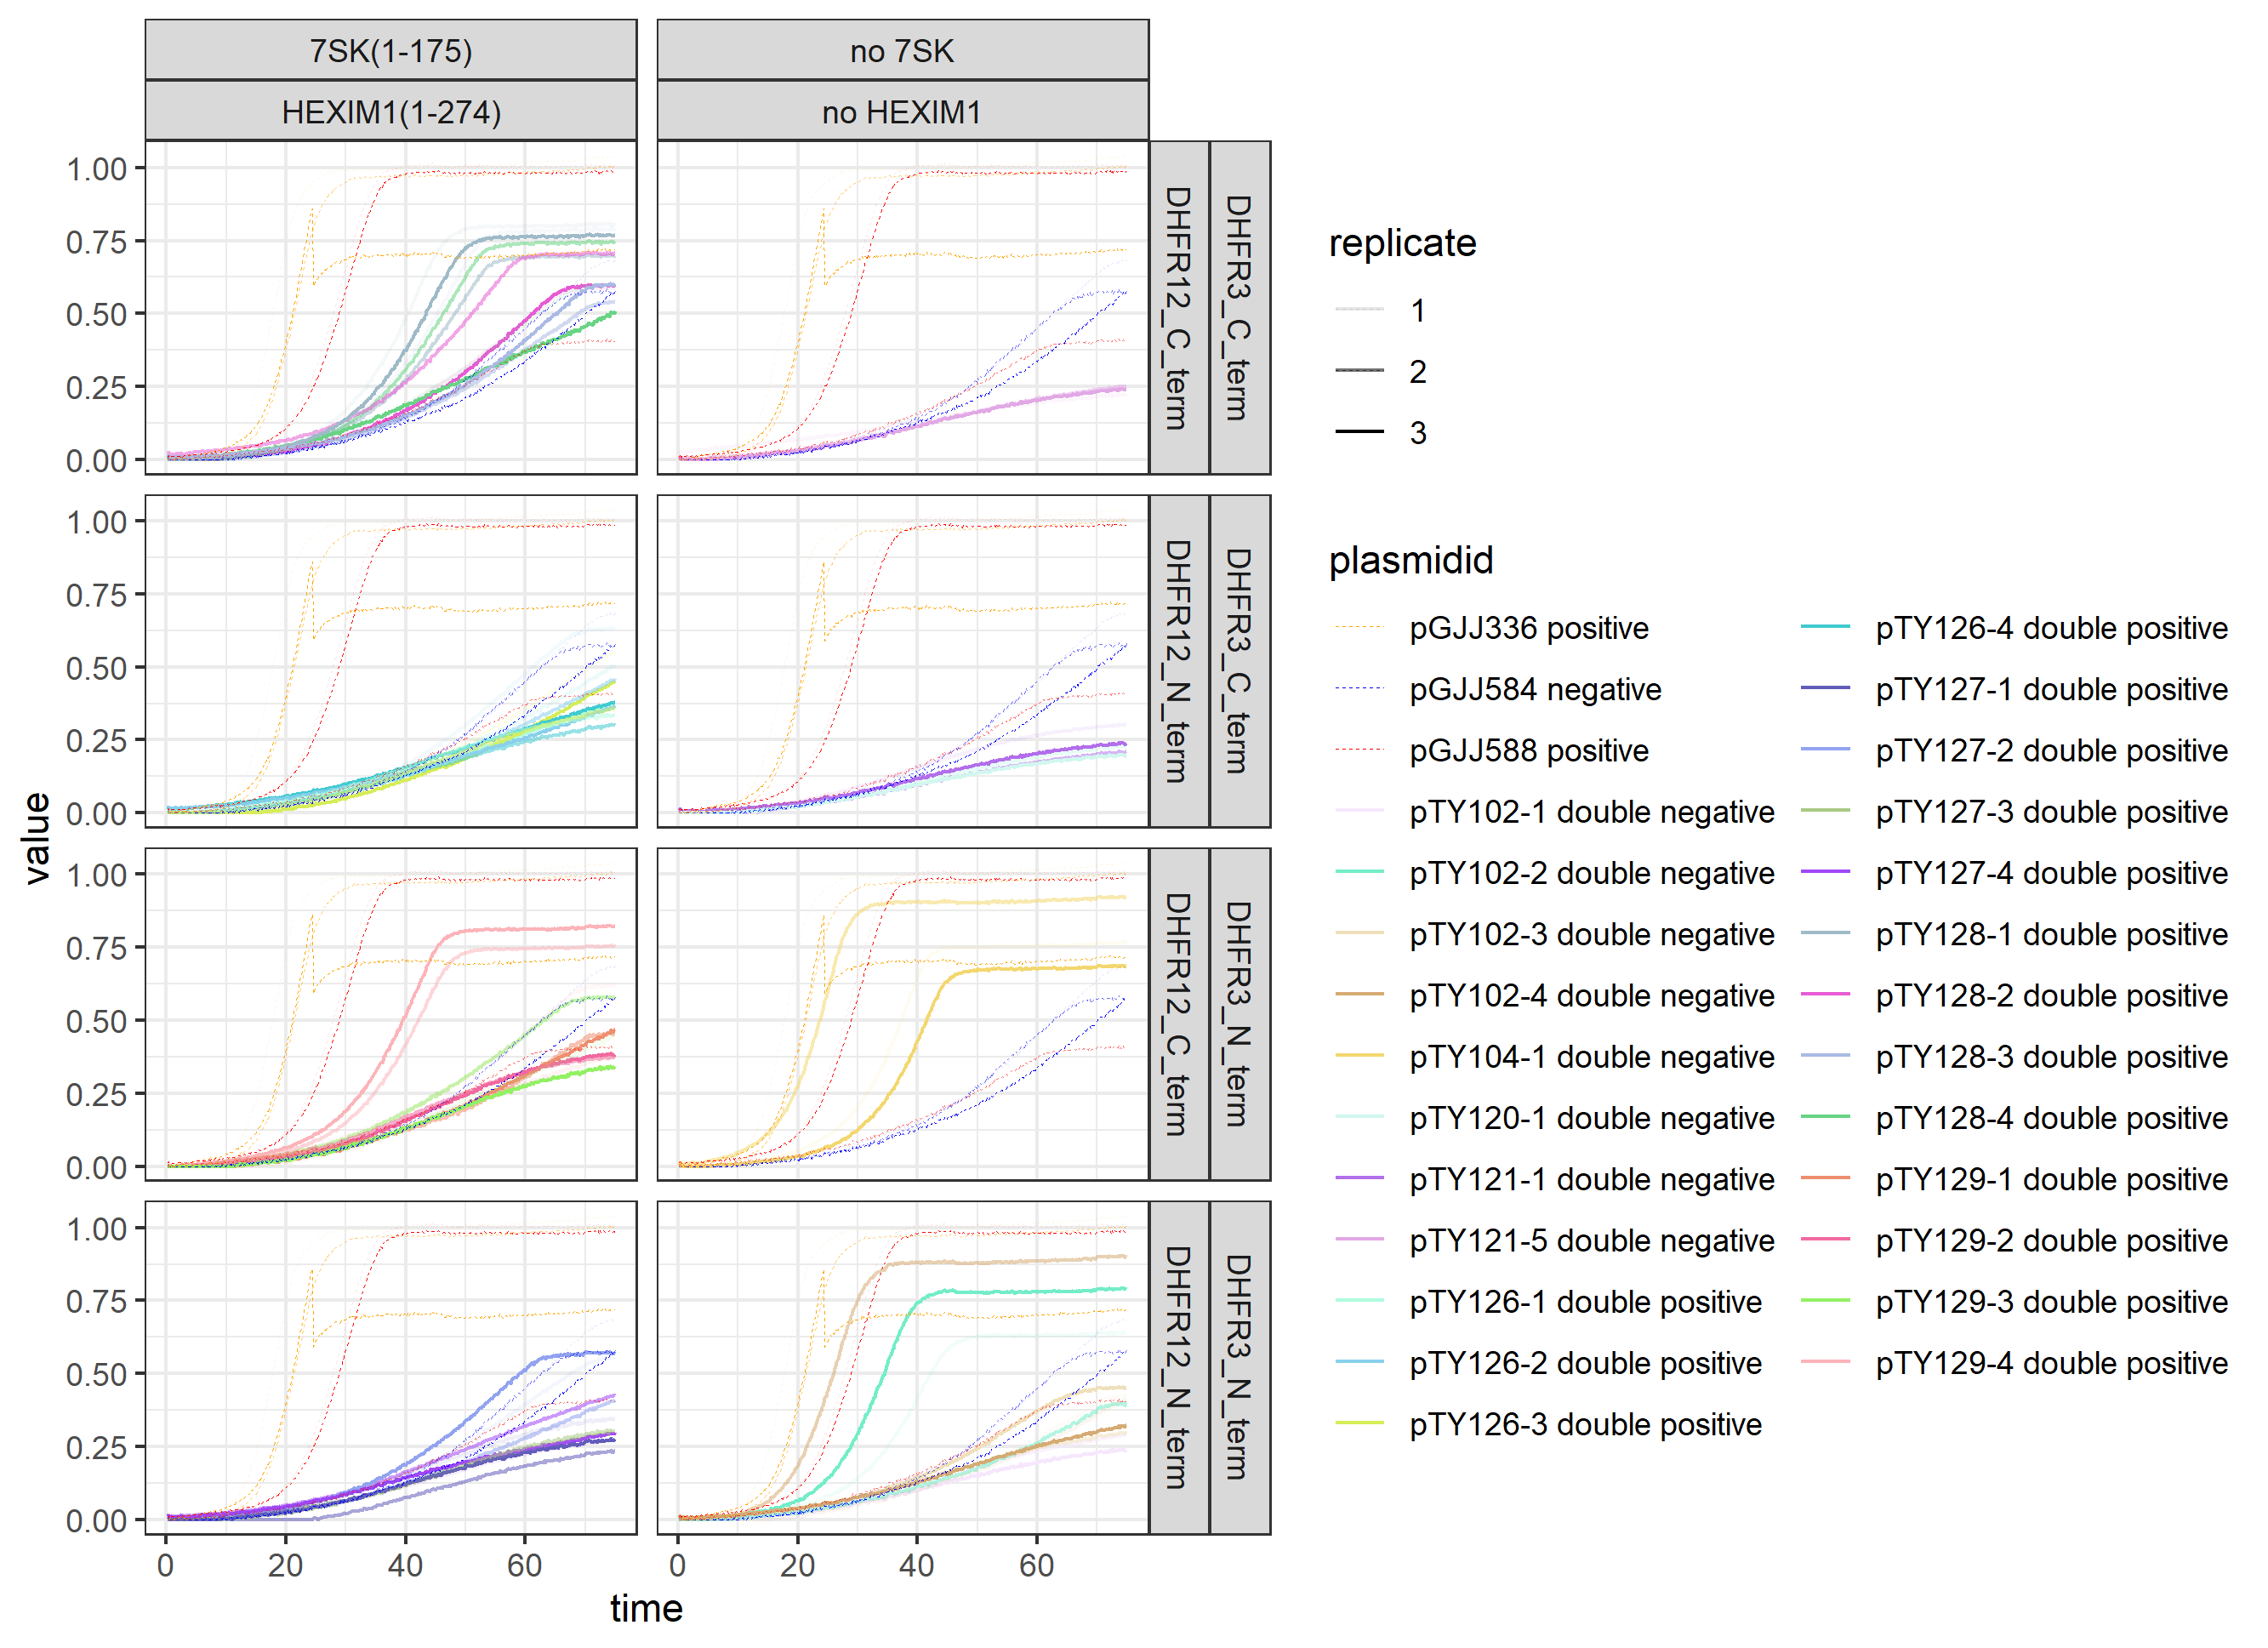 7SK(1-175)
no 7SK
HEXIM1(1-274)
no HEXIM1
1.00
0.75
0.50
0.25
0.00
DHFR12_C_term
DHFR3_C_term
1.00
0.75
0.50
0.25
0.00
DHFR12_N_term
DHFR3_C_term
1.00
0.75
0.50
0.25
0.00
DHFR12_C_term
DHFR3_N_term
1.00
0.75
0.50
0.25
0.00
DHFR12_N_term
DHFR3_N_term
0 20 40 60
0 20 40 60
time
value
replicate
1
2
3
plasmidid
pGJJ336 positive
pGJJ584 negative
pGJJ588 positive
pTY102-1 double negative
pTY102-2 double negative
pTY102-3 double negative
pTY102-4 double negative
pTY104-1 double negative
pTY120-1 double negative
pTY121-1 double negative
pTY121-5 double negative
pTY126-1 double positive
pTY126-2 double positive
pTY126-3 double positive
pTY126-4 double positive
pTY127-1 double positive
pTY127-2 double positive
pTY127-3 double positive
pTY127-4 double positive
pTY128-1 double positive
pTY128-2 double positive
pTY128-3 double positive
pTY128-4 double positive
pTY129-1 double positive
pTY129-2 double positive
pTY129-3 double positive
pTY129-4 double positive